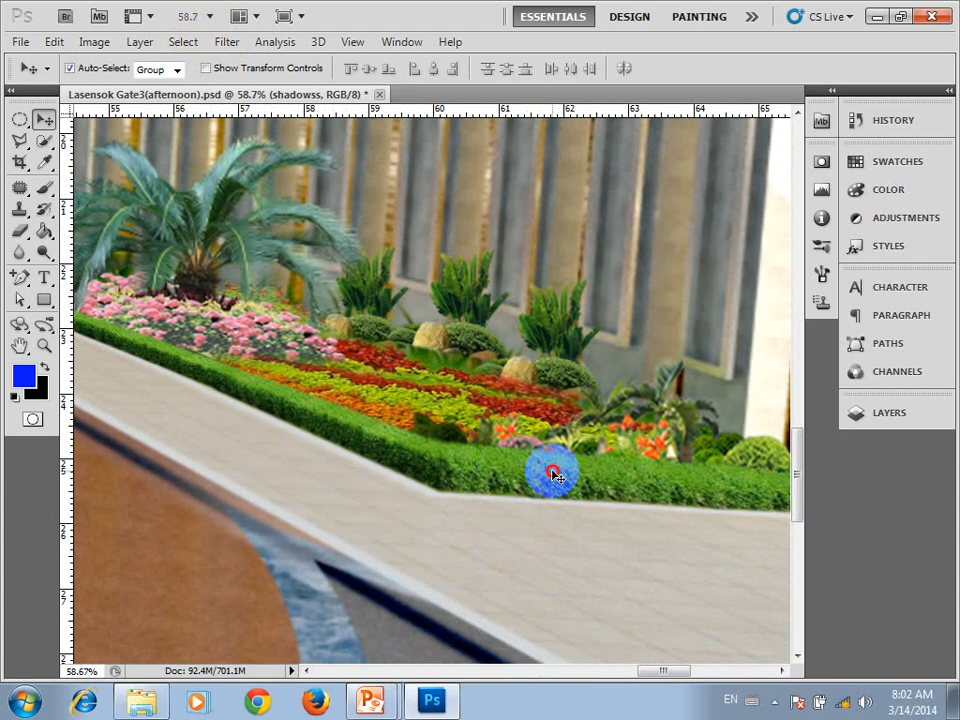 Ps Br Mb 58.7 ESSENTIALS DESIGN PAINTING CS Live
File Edit Image Layer Select Filter Analysis 3D View Window Help
Auto-Select: Group Show Transform Controls
Lasensok Gate3(afternoon).psd @ 58.7% (shadowss, RGB/8) *
55 56 57 58 59 60 61 62 63 64 65
Mb HISTORY
SWATCHES
COLOR
ADJUSTMENTS
STYLES
CHARACTER
PARAGRAPH
PATHS
CHANNELS
LAYERS
58.67% Doc: 92.4M/701.1M
Ps EN 8:02 AM
3/14/2014